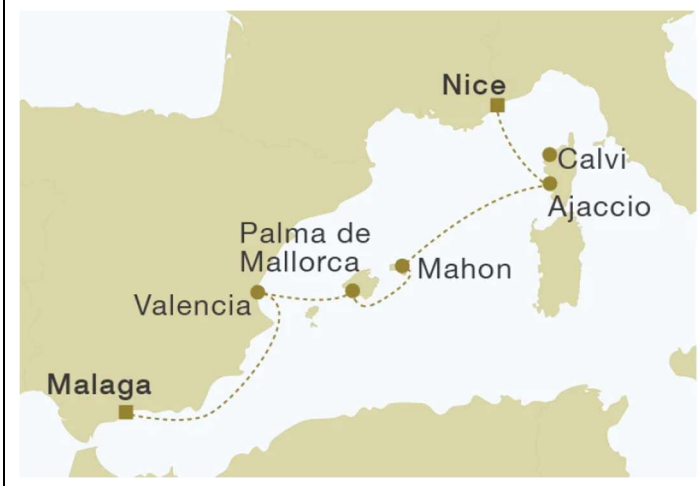 Nice
Calvi
Ajaccio
Palma de
Mallorca
Mahon
Valencia
Malaga